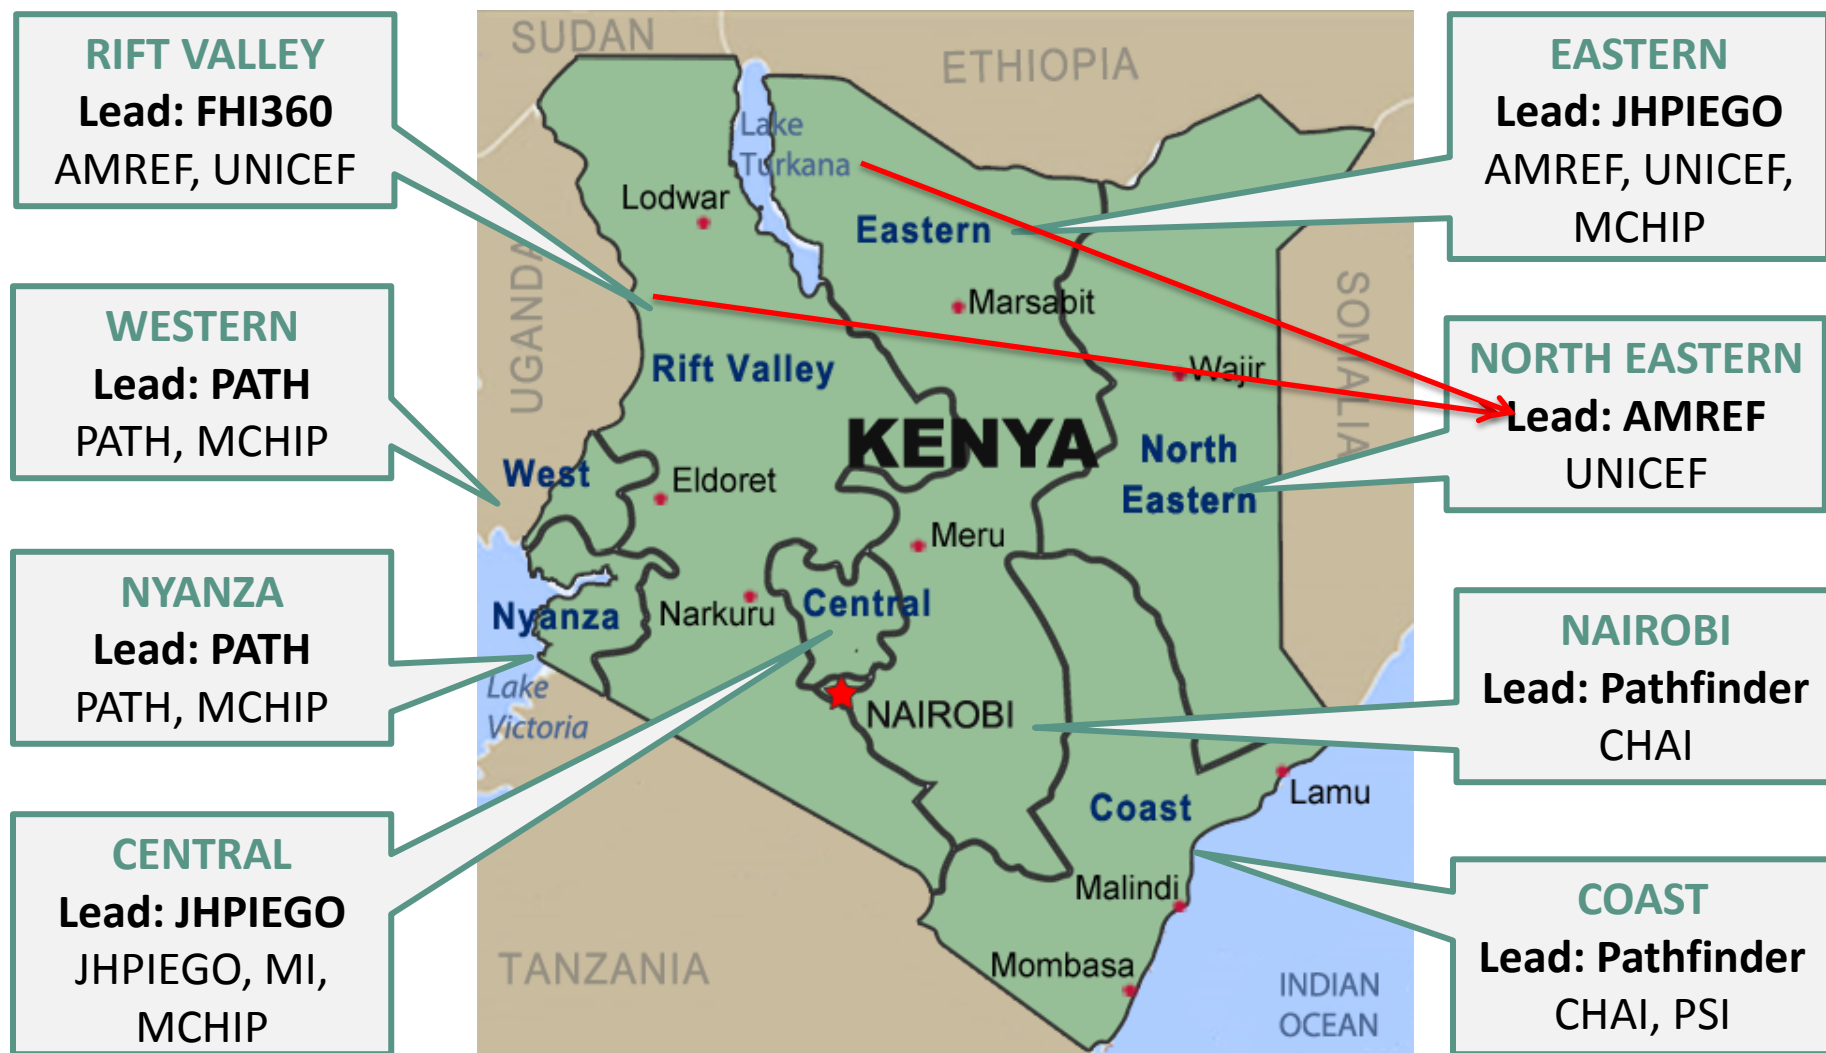 RIFT VALLEY
Lead: FHI360
AMREF, UNICEF
WESTERN
Lead: PATH
PATH, MCHIP
NYANZA
Lead: PATH
PATH, MCHIP
CENTRAL
Lead: JHPIEGO
JHPIEGO, MI,
MCHIP
SUDAN
ETHIOPIA
Lake
Turkana
Lodwar
Eastern
UGANDA
Marsabit
SOMALIA
Rift Valley
Wajir
KENYA
North
Eastern
West
Eldoret
Meru
Nyanza
Narkuru
Central
Lake
Victoria
NAIROBI
Lamu
Coast
Malindi
TANZANIA
Mombasa
INDIAN
OCEAN
EASTERN
Lead: JHPIEGO
AMREF, UNICEF,
MCHIP
NORTH EASTERN
Lead: AMREF
UNICEF
NAIROBI
Lead: Pathfinder
CHAI
COAST
Lead: Pathfinder
CHAI, PSI